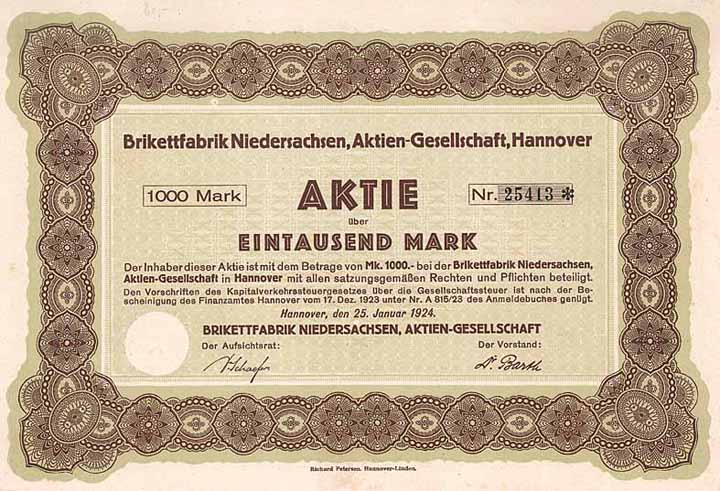 Brikettfabrik Niedersachsen, Aktien-Gesellschaft, Hannover
1000 Mark
AKTIE
Nr. 25413 *
über
EINTAUSEND MARK
Der Inhaber dieser Aktie ist mit dem Betrage von Mk. 1000.- bei der Brikettfabrik Niedersachsen,
Aktien-Gesellschaft in Hannover mit allen satzungsgemäßen Rechten und Pflichten beteiligt.
Den Vorschriften des Kapitalverkehrssteuergesetzes über die Gesellschaftssteuer ist nach der Be-
scheinigung des Finanzamtes Hannover vom 17. Dez. 1923 unter Nr. A 815/23 des Anmeldebuches genügt.
Hannover, den 25. Januar 1924.
BRIKETTFABRIK NIEDERSACHSEN, AKTIEN-GESELLSCHAFT
Der Aufsichtsrat:
Der Vorstand:
Dr. Barth
Richard Petersen, Hannover-Linden.